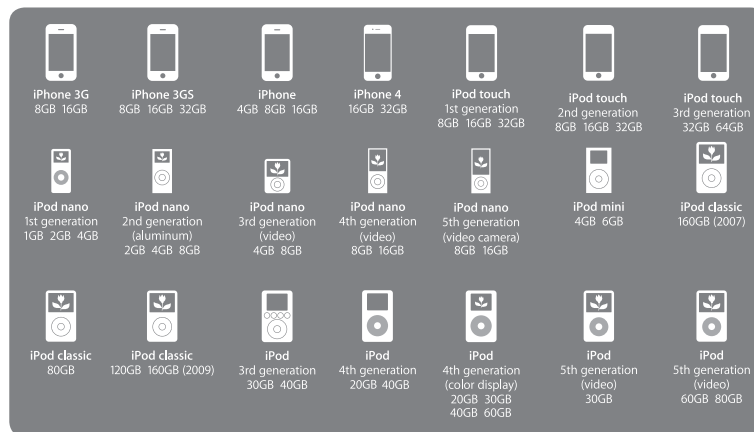 iPhone 3G
8GB 16GB
iPhone 3GS
8GB 16GB 32GB
iPhone
4GB 8GB 16GB
iPhone 4
16GB 32GB
iPod touch
1st generation
8GB 16GB 32GB
iPod touch
2nd generation
8GB 16GB 32GB
iPod touch
3rd generation
32GB 64GB
iPod nano
1st generation
1GB 2GB 4GB
iPod nano
2nd generation
(aluminum)
2GB 4GB 8GB
iPod nano
3rd generation
(video)
4GB 8GB
iPod nano
4th generation
(video)
8GB 16GB
iPod nano
5th generation
(video camera)
8GB 16GB
iPod mini
4GB 6GB
iPod classic
160GB (2007)
iPod classic
80GB
iPod classic
120GB 160GB (2009)
iPod
3rd generation
30GB 40GB
iPod
4th generation
20GB 40GB
iPod
4th generation
(color display)
20GB 30GB
40GB 60GB
iPod
5th generation
(video)
30GB
iPod
5th generation
(video)
60GB 80GB